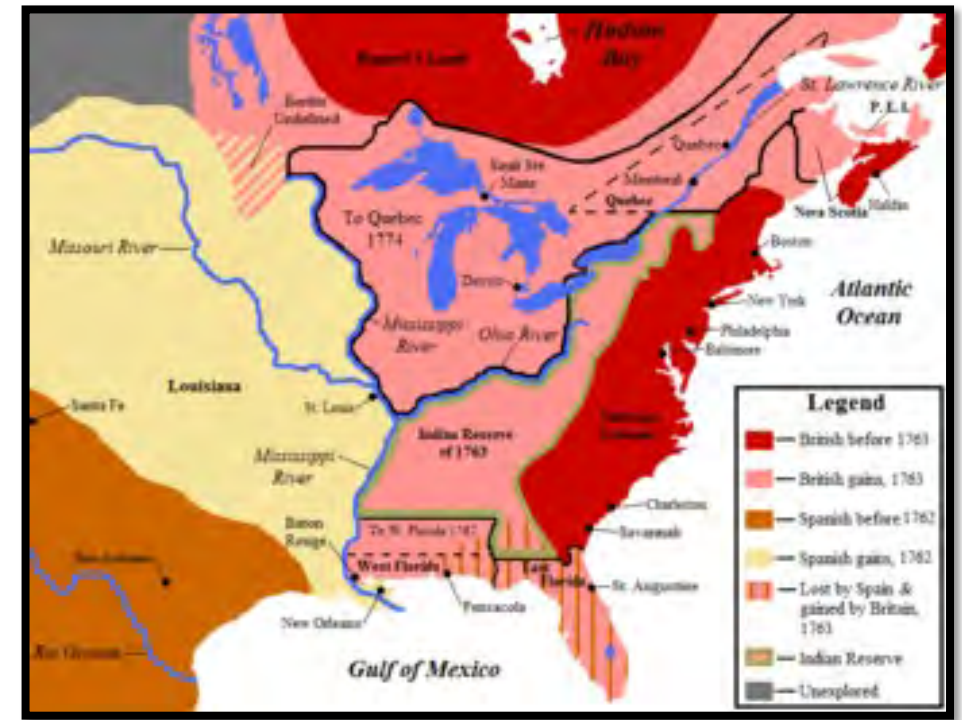 Hudson
Bay
Rupert's Land
St. Lawrence River
P.E.I.
Border
Undefined
Quebec
Sault Ste
Marie
Montreal
Quebec
To Quebec
1774
Nova Scotia
Halifax
Missouri River
Boston
Detroit
Atlantic
Ocean
New York
Mississippi
River
Ohio River
Philadelphia
Baltimore
Louisiana
Santa Fe
St. Louis
Indian Reserve
of 1763
Mississippi
River
Charleston
Savannah
Baton
Rouge
To W. Florida 1767
West Florida
East
Florida
St. Augustine
Pensacola
New Orleans
Gulf of Mexico
Legend
British before 1763
British gains, 1763
Spanish before 1762
Spanish gains, 1762
Lost by Spain &
gained by Britain,
1763
Indian Reserve
Unexplored